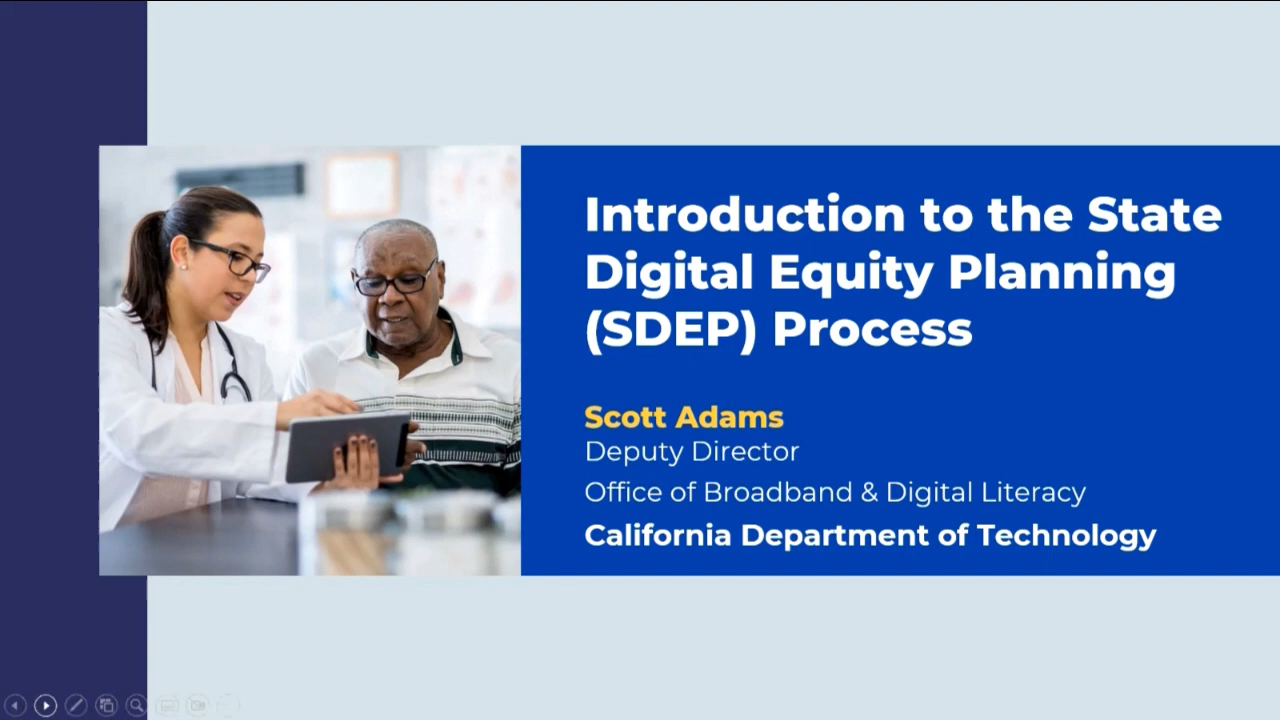 Introduction to the State
Digital Equity Planning
(SDEP) Process
Scott Adams
Deputy Director
Office of Broadband & Digital Literacy
California Department of Technology